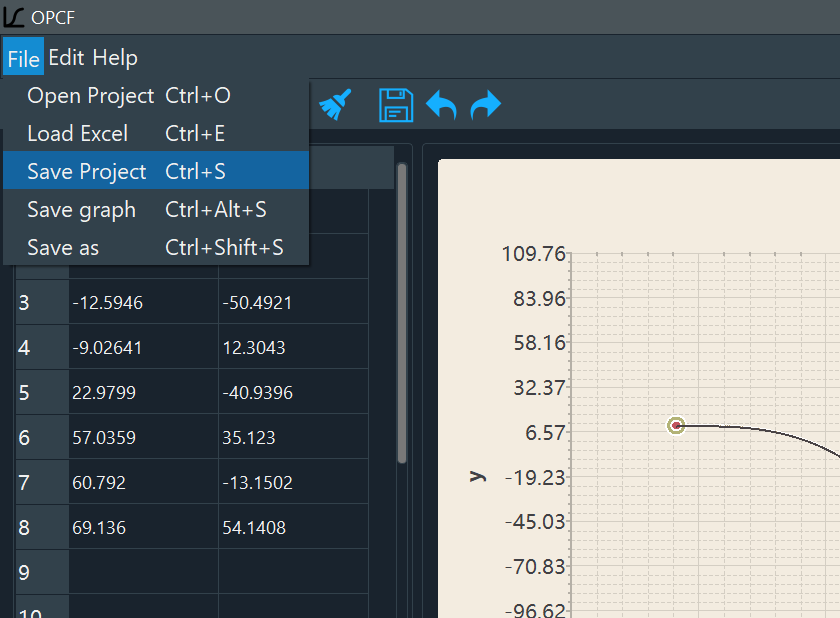 OPCF
File Edit Help
Open Project Ctrl+O
Load Excel Ctrl+E
Save Project Ctrl+S
Save graph Ctrl+Alt+S
Save as Ctrl+Shift+S
3 -12.5946 -50.4921
4 -9.02641 12.3043
5 22.9799 -40.9396
6 57.0359 35.123
7 60.792 -13.1502
8 69.136 54.1408
9
10
109.76
83.96
58.16
32.37
6.57
y
-19.23
-45.03
-70.83
-96.62